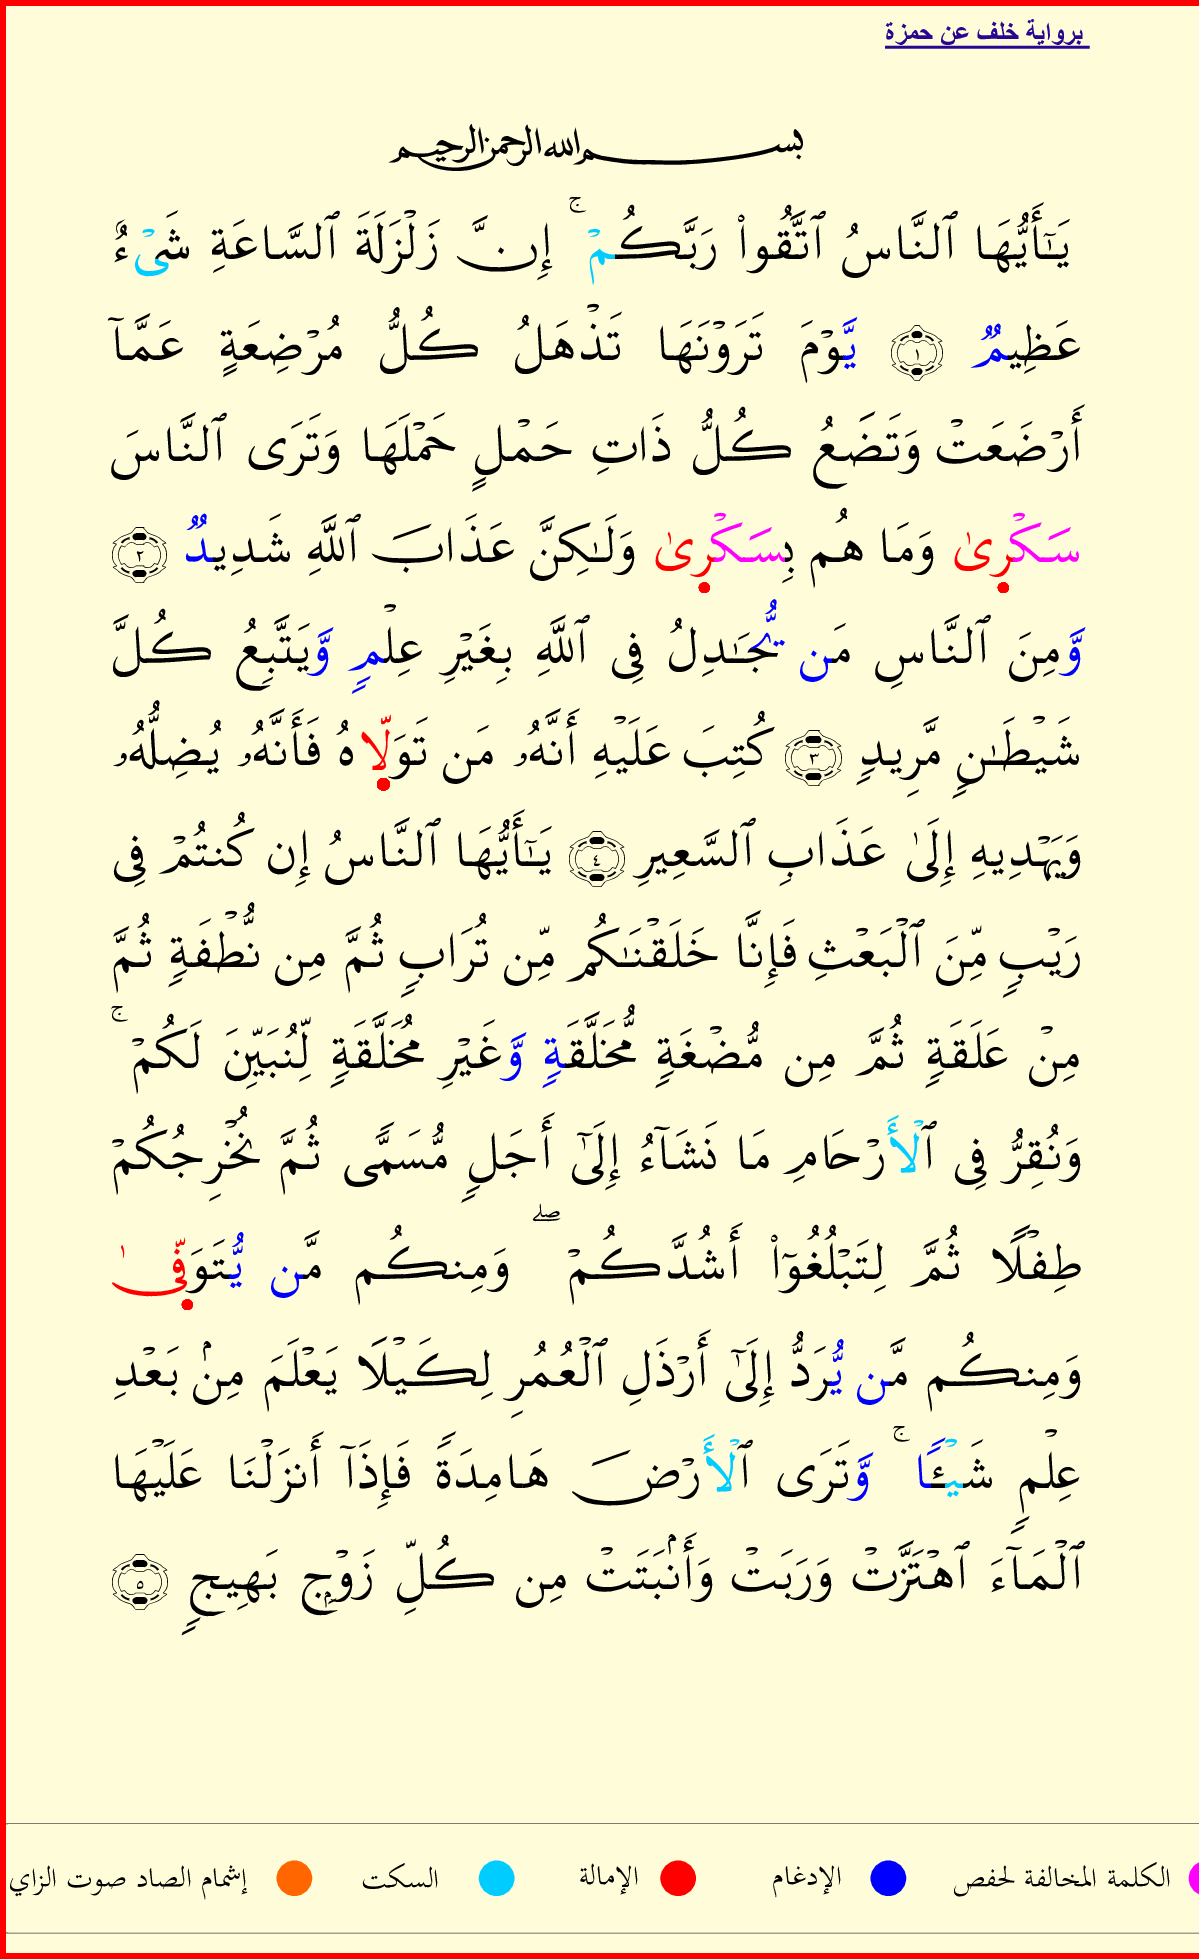 برواية خلف عن حمزة
بسم الله الرحمن الرحيم
يَـٰٓأَيُّهَا ٱلنَّاسُ ٱتَّقُوا۟ رَبَّكُمْ ۚ إِنَّ زَلْزَلَةَ ٱلسَّاعَةِ شَىْءٌ
عَظِيمٌ ١ يَّوْمَ تَرَوْنَهَا تَذْهَلُ كُلُّ مُرْضِعَةٍ عَمَّآ
أَرْضَعَتْ وَتَضَعُ كُلُّ ذَاتِ حَمْلٍ حَمْلَهَا وَتَرَى ٱلنَّاسَ
سَكْرِىٰ وَمَا هُم بِسَكْرِىٰ وَلَـٰكِنَّ عَذَابَ ٱللَّهِ شَدِيدٌ ٢
وَّمِنَ ٱلنَّاسِ مَن يُّجَـٰدِلُ فِى ٱللَّهِ بِغَيْرِ عِلْمٍ وَّيَتَّبِعُ كُلَّ
شَيْطَـٰنٍ مَّرِيدٍ ٣ كُتِبَ عَلَيْهِ أَنَّهُۥ مَن تَوَلّاهُ فَأَنَّهُۥ يُضِلُّهُۥ
وَيَهْدِيهِ إِلَىٰ عَذَابِ ٱلسَّعِيرِ ٤ يَـٰٓأَيُّهَا ٱلنَّاسُ إِن كُنتُمْ فِى
رَيْبٍ مِّنَ ٱلْبَعْثِ فَإِنَّا خَلَقْنَـٰكُم مِّن تُرَابٍ ثُمَّ مِن نُّطْفَةٍ ثُمَّ
مِنْ عَلَقَةٍ ثُمَّ مِن مُّضْغَةٍ مُّخَلَّقَةٍ وَّغَيْرِ مُخَلَّقَةٍ لِّنُبَيِّنَ لَكُمْ ۚ
وَنُقِرُّ فِى ٱلْأَرْحَامِ مَا نَشَآءُ إِلَىٰٓ أَجَلٍ مُّسَمًّى ثُمَّ نُخْرِجُكُمْ
طِفْلًا ثُمَّ لِتَبْلُغُوٓا۟ أَشُدَّكُمْ ۖ وَمِنكُم مَّن يُّتَوَفِّىٰ
وَمِنكُم مَّن يُّرَدُّ إِلَىٰٓ أَرْذَلِ ٱلْعُمُرِ لِكَيْلَا يَعْلَمَ مِنۢ بَعْدِ
عِلْمٍ شَيْـًٔا ۚ وَّتَرَى ٱلْأَرْضَ هَامِدَةً فَإِذَآ أَنزَلْنَا عَلَيْهَا
ٱلْمَآءَ ٱهْتَزَّتْ وَرَبَتْ وَأَنۢبَتَتْ مِن كُلِّ زَوْجٍۭ بَهِيجٍ ٥
الكلمة المخالفة لحفص الإدغام الإمالة السكت إشمام الصاد صوت الزاي